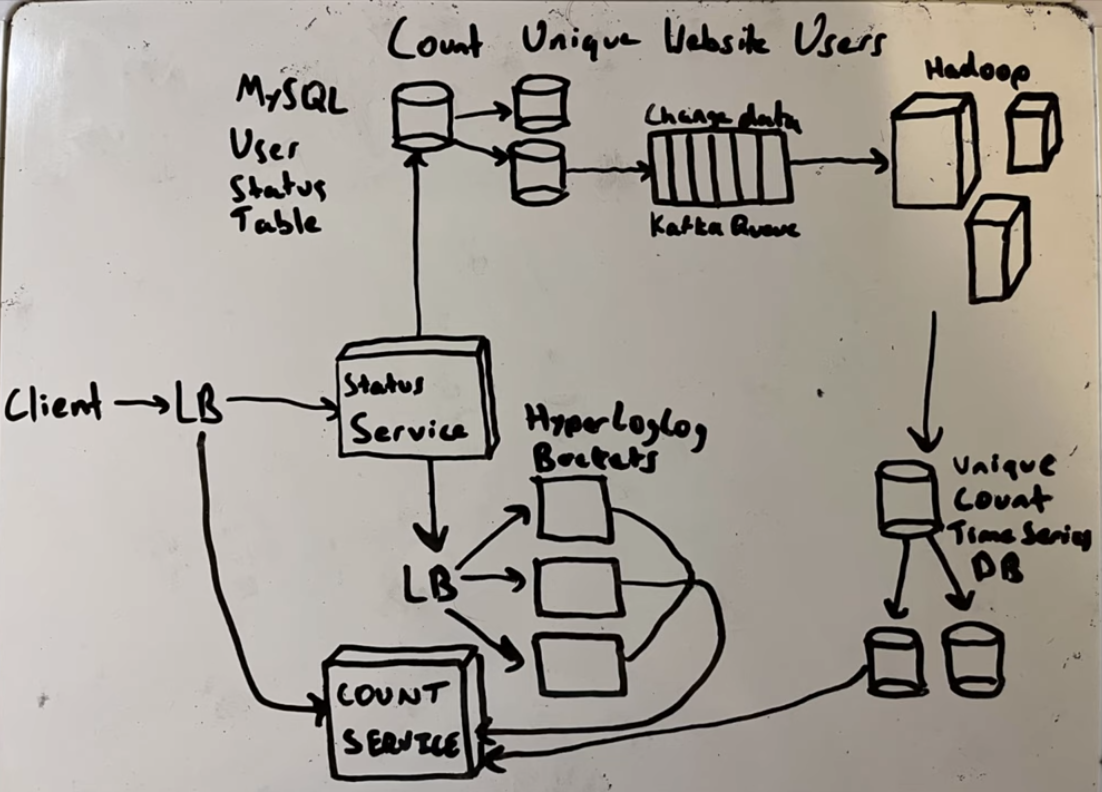 Count Unique Website Users
MySQL
User
Status
Table
Change data
Kafka Queue
Hadoop
Client
LB
Status
Service
HyperLogLog
Buckets
LB
COUNT
SERVICE
Unique
Count
Time Series
DB